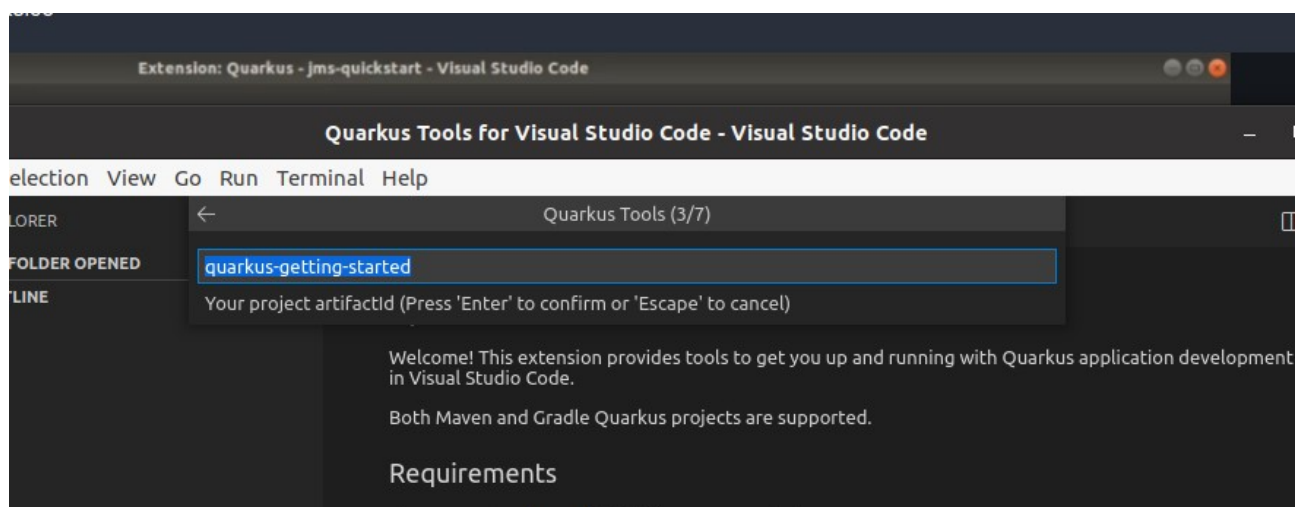 Extension: Quarkus - jms-quickstart - Visual Studio Code
Quarkus Tools for Visual Studio Code - Visual Studio Code
election View Go Run Terminal Help
LORER
Quarkus Tools (3/7)
FOLDER OPENED
quarkus-getting-started
LINE
Your project artifactId (Press 'Enter' to confirm or 'Escape' to cancel)
Welcome! This extension provides tools to get you up and running with Quarkus application development
in Visual Studio Code.
Both Maven and Gradle Quarkus projects are supported.
Requirements